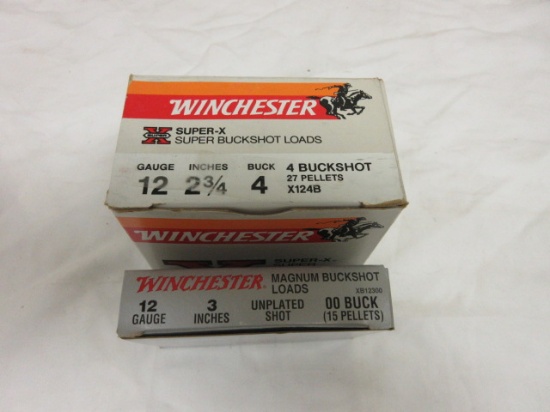 WINCHESTER
X SUPER-X
SUPER BUCKSHOT LOADS
GAUGE INCHES BUCK 4 BUCKSHOT
12 2¾ 4 27 PELLETS
X124B
WINCHESTER
SUPER-X
WINCHESTER MAGNUM BUCKSHOT
LOADS
12 3 UNPLATED 00 BUCK
GAUGE INCHES SHOT (15 PELLETS)